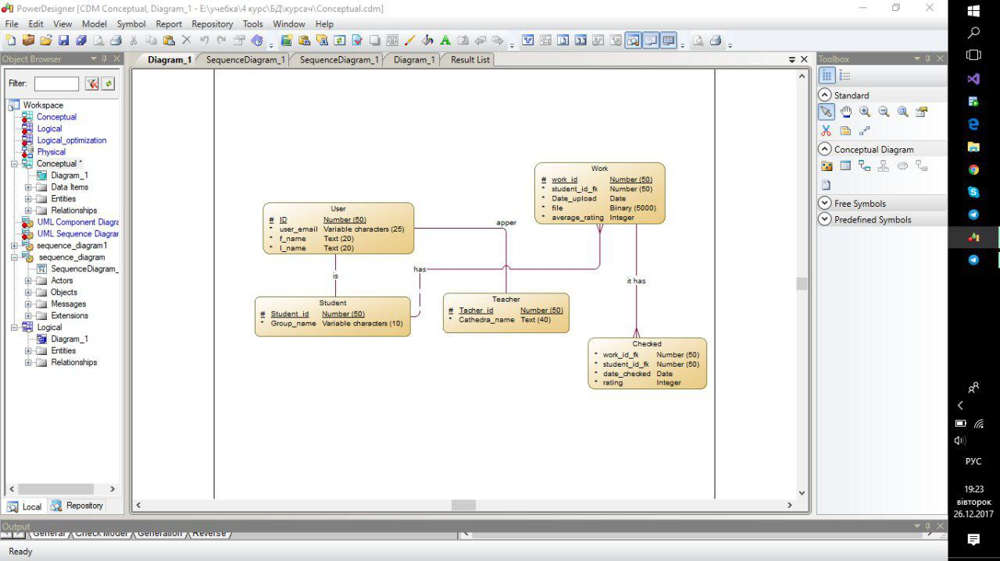 PowerDesigner [CDM Conceptual, Diagram_1 - E:\учебка\4 курс\БД\курсач\Conceptual.cdm]
File Edit View Model Symbol Report Repository Tools Window Help
Object Browser
Filter:
Workspace
Conceptual
Logical
Logical_optimization
Physical
Conceptual *
Diagram_1
Data Items
Entities
Relationships
UML Component Diagra
UML Sequence Diagrar
sequence_diagram1
sequence_diagram
SequenceDiagram_
Actors
Objects
Messages
Extensions
Logical
Diagram_1
Entities
Relationships
Local Repository
Diagram_1 SequenceDiagram_1 SequenceDiagram_1 Diagram_1 Result List
User
# ID Number (50)
* user_email Variable characters (25)
* f_name Text (20)
* l_name Text (20)
apper
is
has
Student
# Student_id Number (50)
* Group_name Variable characters (10)
Teacher
# Tacher_id Number (50)
* Cathedra_name Text (40)
Work
# work_id Number (50)
* student_id_fk Number (50)
* Date_upload Date
* file Binary (5000)
* average_rating Integer
it has
Checked
* work_id_fk Number (50)
* student_id_fk Number (50)
* date_checked Date
* rating Integer
Toolbox
Standard
Conceptual Diagram
Free Symbols
Predefined Symbols
Output
General Check Model Generation Reverse
Ready
РУС
19:23
вівторок
26.12.2017